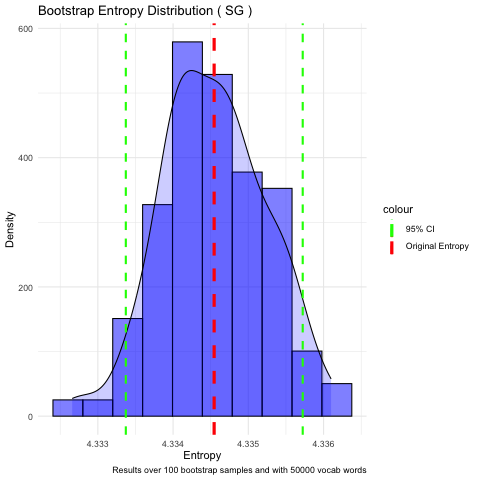 Bootstrap Entropy Distribution ( SG )
600
400
200
0
Density
4.333
4.334
4.335
4.336
Entropy
Results over 100 bootstrap samples and with 50000 vocab words
colour
95% CI
Original Entropy